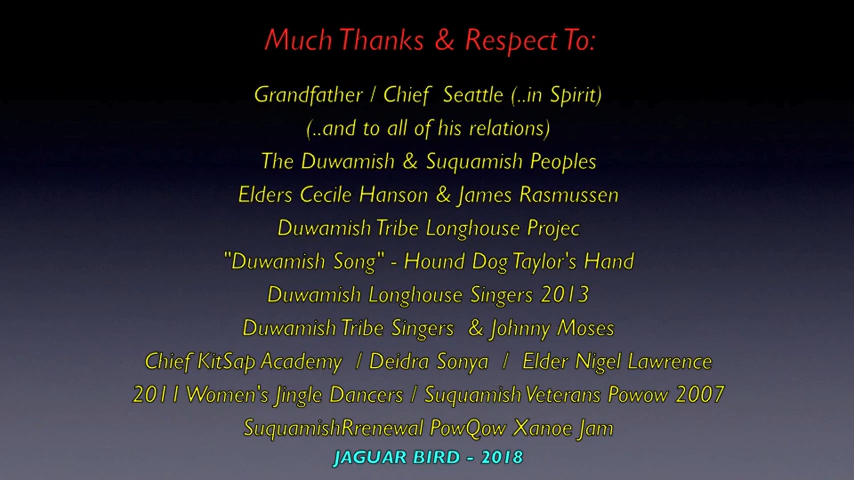 Much Thanks & Respect To:
Grandfather / Chief Seattle (..in Spirit)
(..and to all of his relations)
The Duwamish & Suquamish Peoples
Elders Cecile Hanson & James Rasmussen
Duwamish Tribe Longhouse Projec
"Duwamish Song" - Hound Dog Taylor's Hand
Duwamish Longhouse Singers 2013
Duwamish Tribe Singers & Johnny Moses
Chief KitSap Academy / Deidra Sonya / Elder Nigel Lawrence
2011 Women's Jingle Dancers / Suquamish Veterans Powow 2007
SuquamishRrenewal PowQow Xanoe Jam
JAGUAR BIRD - 2018